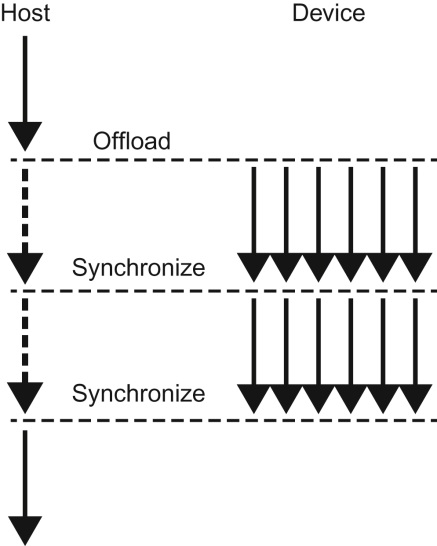 Host Device
Offload
Synchronize
Synchronize